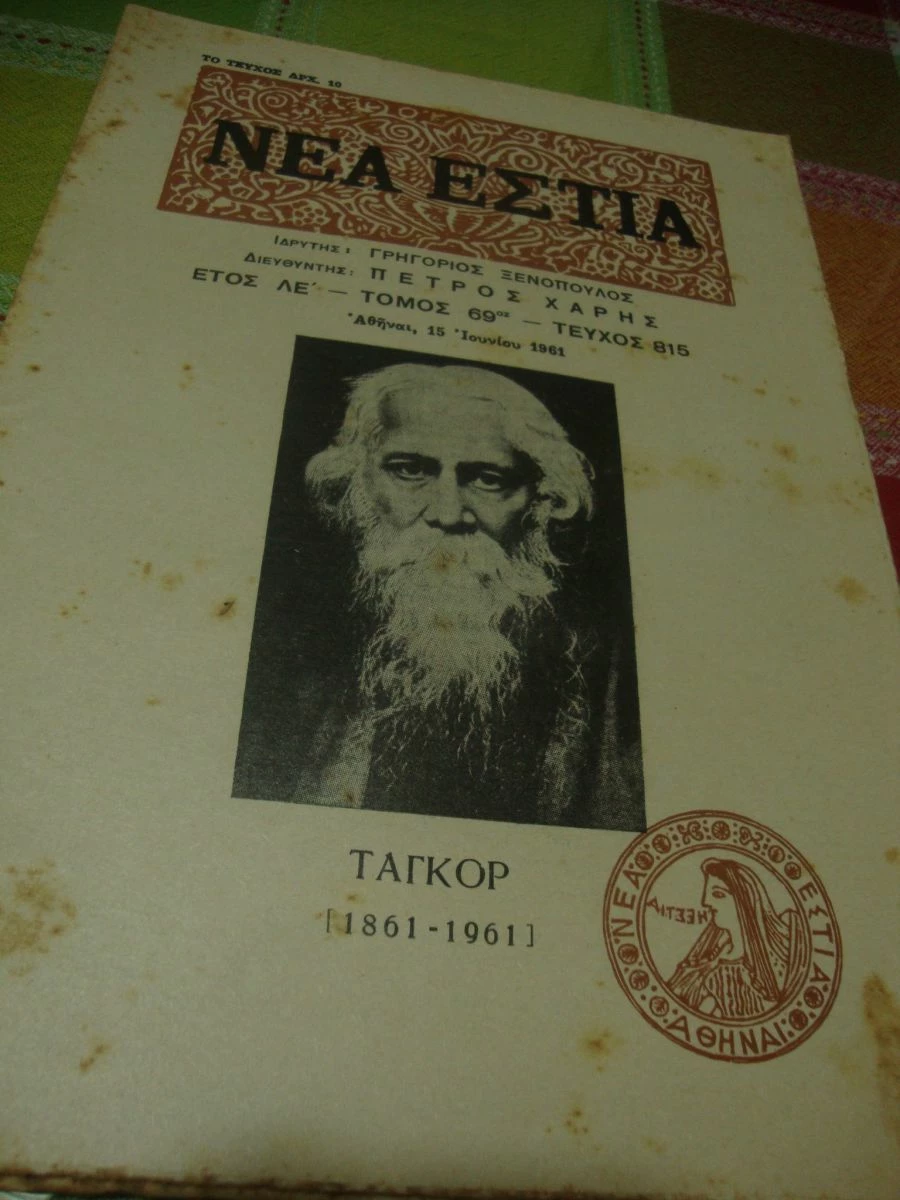 ΤΟ ΤΕΥΧΟΣ ΔΡΧ. 10
ΝΕΑ ΕΣΤΙΑ
ΙΔΡΥΤΗΣ: ΓΡΗΓΟΡΙΟΣ ΞΕΝΟΠΟΥΛΟΣ
ΔΙΕΥΘΥΝΤΗΣ: ΠΕΤΡΟΣ ΧΑΡΗΣ
ΕΤΟΣ ΛΕ΄ — ΤΟΜΟΣ 69ος — ΤΕΥΧΟΣ 815
Ἀθῆναι, 15 Ἰουνίου 1961
ΤΑΓΚΟΡ
[1861-1961]
ΝΕΑ ΕΣΤΙΑ
ΑΘΗΝΑΙ